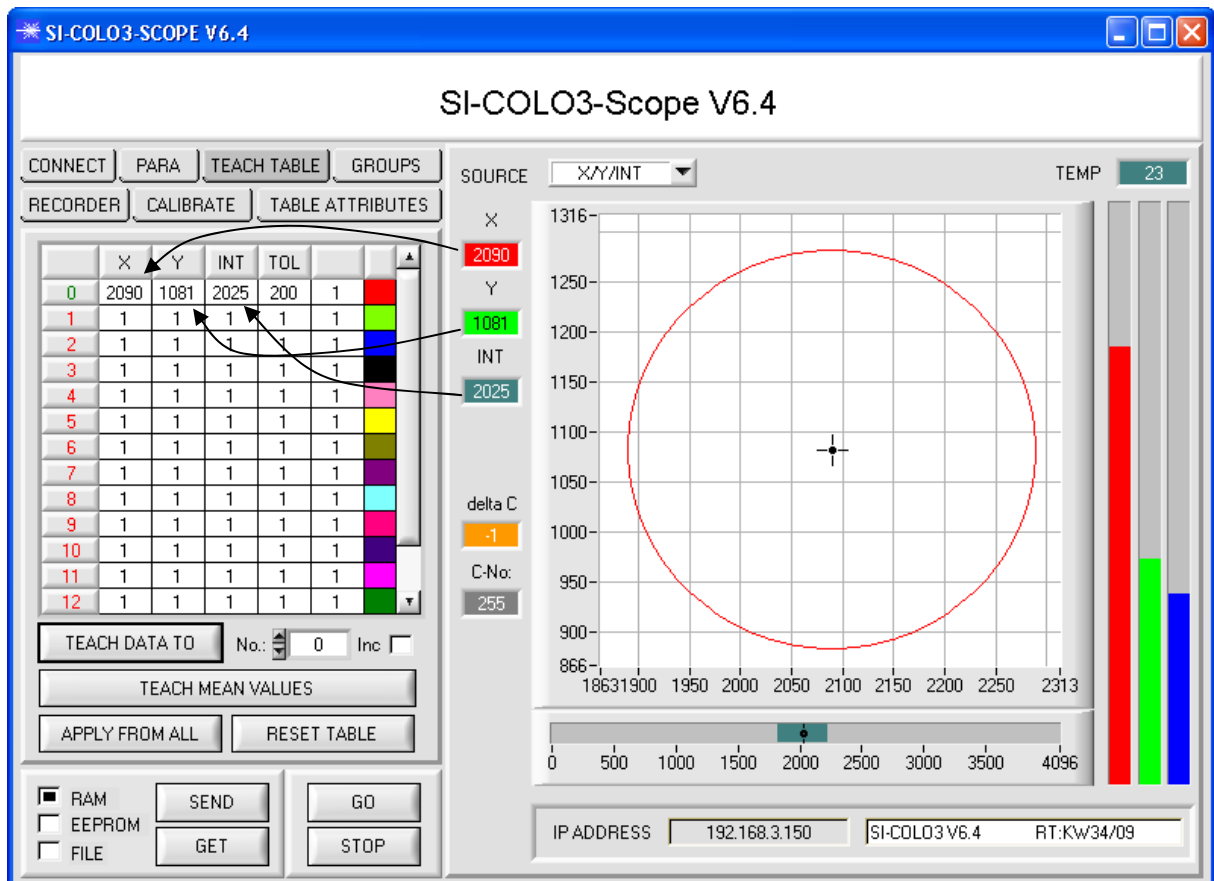 SI-COLO3-SCOPE V6.4
SI-COLO3-Scope V6.4
CONNECT PARA TEACH TABLE GROUPS
RECORDER CALIBRATE TABLE ATTRIBUTES
X Y INT TOL
0 2090 1081 2025 200 1
1 1 1 1 1 1
2 1 1 1 1 1
3 1 1 1 1 1
4 1 1 1 1 1
5 1 1 1 1 1
6 1 1 1 1 1
7 1 1 1 1 1
8 1 1 1 1 1
9 1 1 1 1 1
10 1 1 1 1 1
11 1 1 1 1 1
12 1 1 1 1 1
TEACH DATA TO No.: 0 Inc
TEACH MEAN VALUES
APPLY FROM ALL RESET TABLE
RAM
EEPROM
FILE
SEND
GET
GO
STOP
SOURCE X/Y/INT
TEMP 23
X
2090
Y
1081
INT
2025
delta C
-1
C-No:
255
1316
1250
1200
1150
1100
1050
1000
950
900
866
1863 1900 1950 2000 2050 2100 2150 2200 2250 2313
0 500 1000 1500 2000 2500 3000 3500 4096
IP ADDRESS 192.168.3.150 SI-COLO3 V6.4 RT:KW34/09